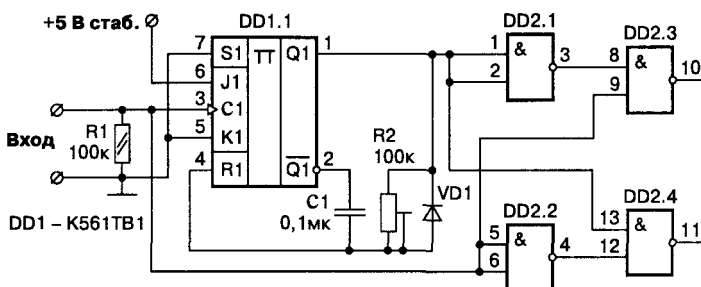 +5 В стаб.
DD1.1
7 S1 TT Q1 1
6 J1
3 C1
5 K1
4 R1 Q1 2
Вход
R1
100к
DD1 – К561ТВ1
C1
0,1мк
R2
100к
VD1
DD2.1
1 & 3
2
DD2.3
8 & 10
9
DD2.2
5 & 4
6
DD2.4
13 & 11
12